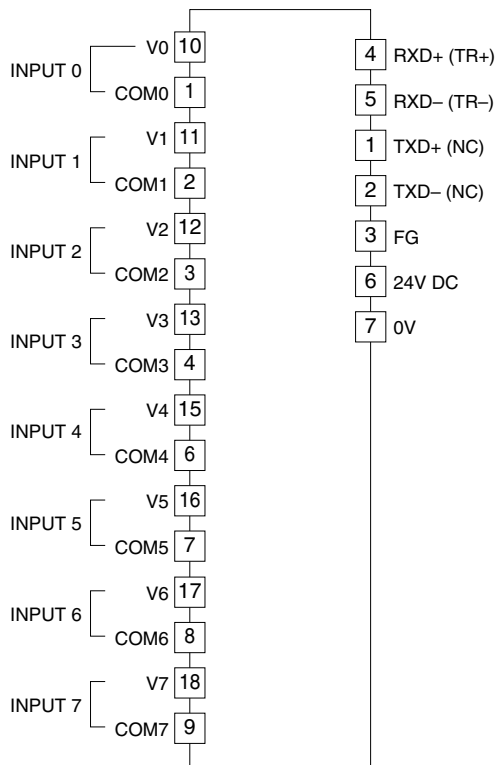 INPUT 0
V0 10
COM0 1
INPUT 1
V1 11
COM1 2
INPUT 2
V2 12
COM2 3
INPUT 3
V3 13
COM3 4
INPUT 4
V4 15
COM4 6
INPUT 5
V5 16
COM5 7
INPUT 6
V6 17
COM6 8
INPUT 7
V7 18
COM7 9
4 RXD+ (TR+)
5 RXD– (TR–)
1 TXD+ (NC)
2 TXD– (NC)
3 FG
6 24V DC
7 0V